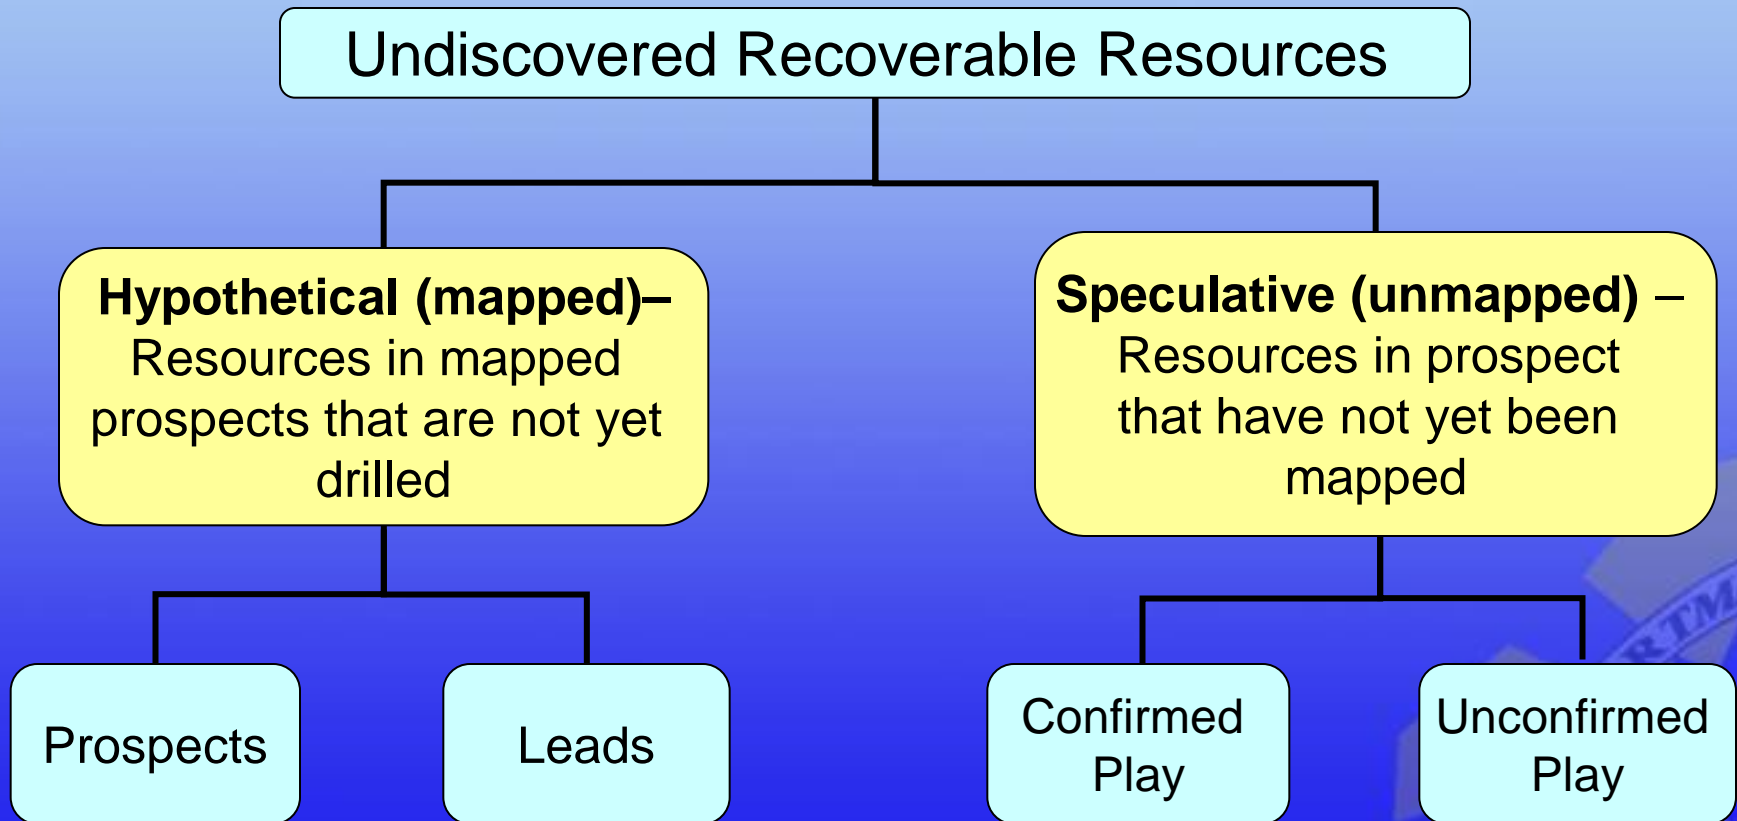 Undiscovered Recoverable Resources
Hypothetical (mapped)–
Resources in mapped
prospects that are not yet
drilled
Speculative (unmapped) –
Resources in prospect
that have not yet been
mapped
Prospects
Leads
Confirmed
Play
Unconfirmed
Play